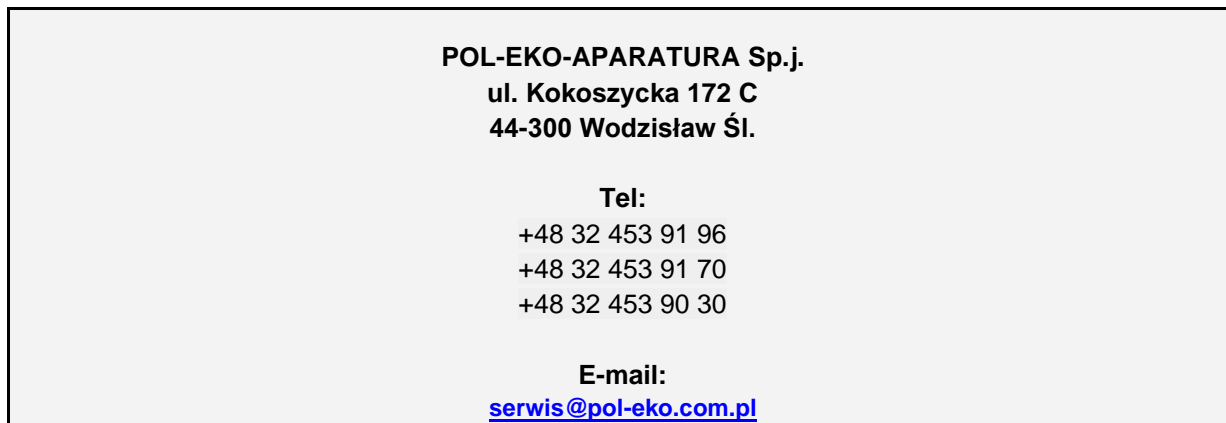 POL-EKO-APARATURA Sp.j.
ul. Kokoszycka 172 C
44-300 Wodzisław Śl.
Tel:
+48 32 453 91 96
+48 32 453 91 70
+48 32 453 90 30
E-mail:
serwis@pol-eko.com.pl